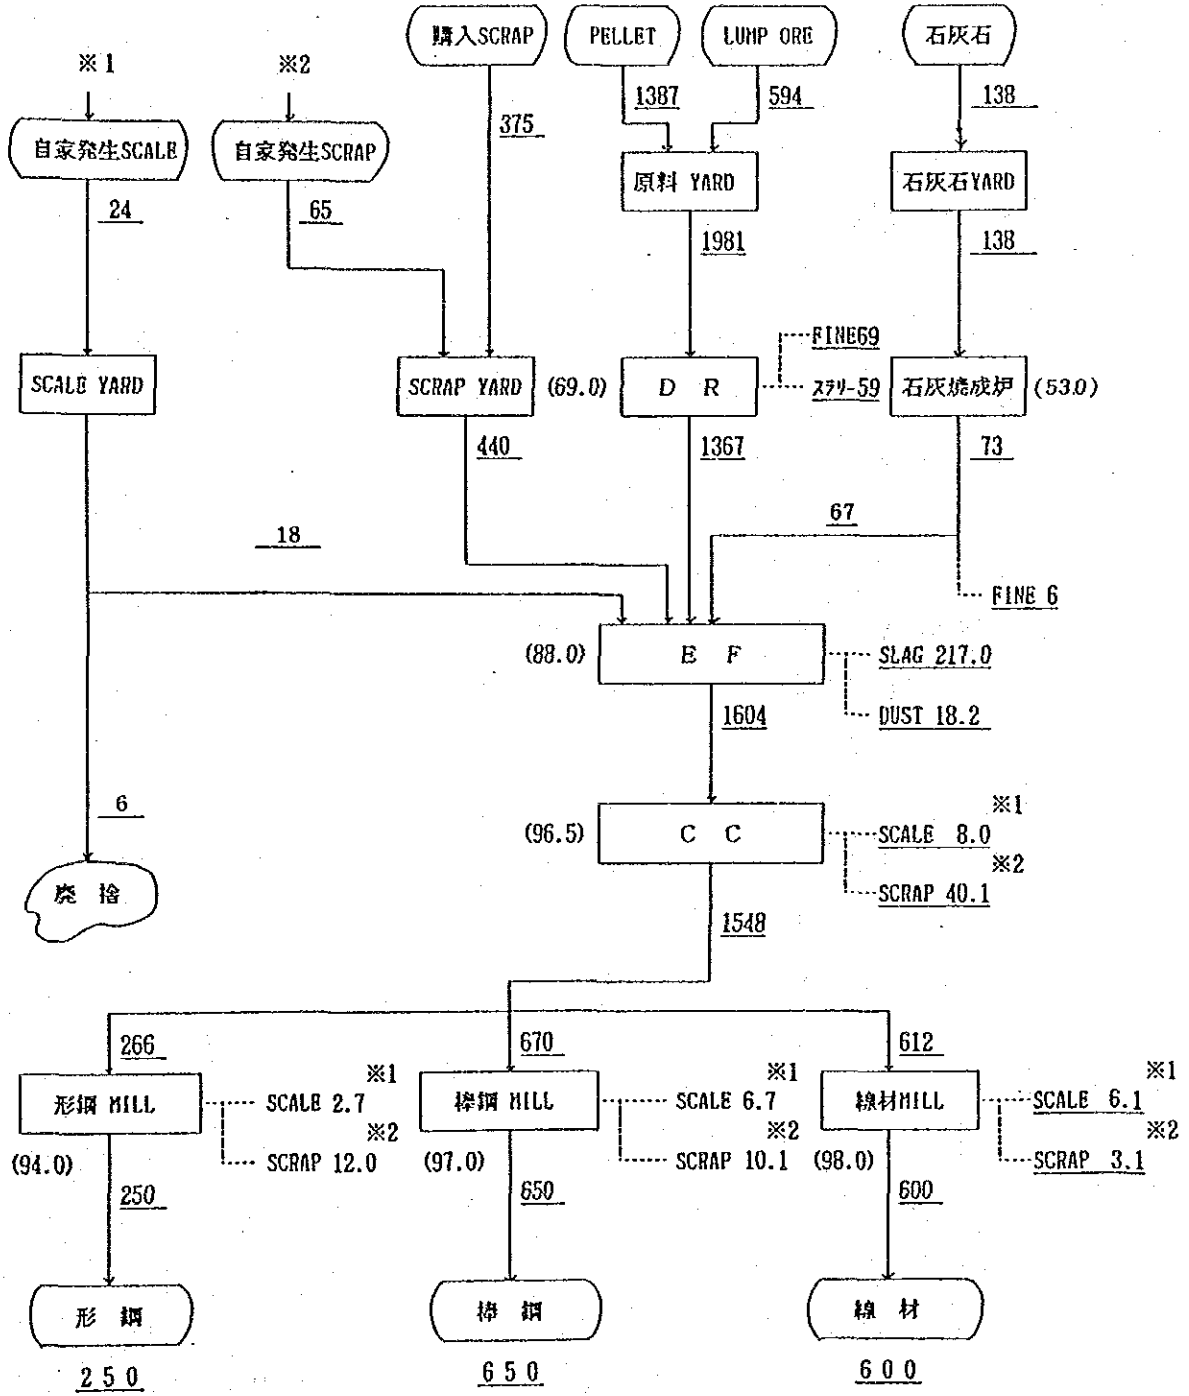 購入SCRAP
PELLET
LUMP ORE
石灰石
※1
※2
1387
594
138
375
自家発生SCALE
自家発生SCRAP
原料 YARD
石灰石YARD
24
65
1981
138
FINE69
SCALE YARD
SCRAP YARD
(69.0)
D R
スラリー59
石灰焼成炉
(53.0)
440
1367
73
18
67
FINE 6
(88.0)
E F
SLAG 217.0
1604
DUST 18.2
6
※1
(96.5)
C C
SCALE 8.0
※2
廃 捨
SCRAP 40.1
1548
266
670
612
※1
※1
※1
形鋼 MILL
SCALE 2.7
棒鋼 MILL
SCALE 6.7
線材MILL
SCALE 6.1
※2
※2
※2
(94.0)
SCRAP 12.0
(97.0)
SCRAP 10.1
(98.0)
SCRAP 3.1
250
650
600
形 鋼
棒 鋼
線 材
250
650
600